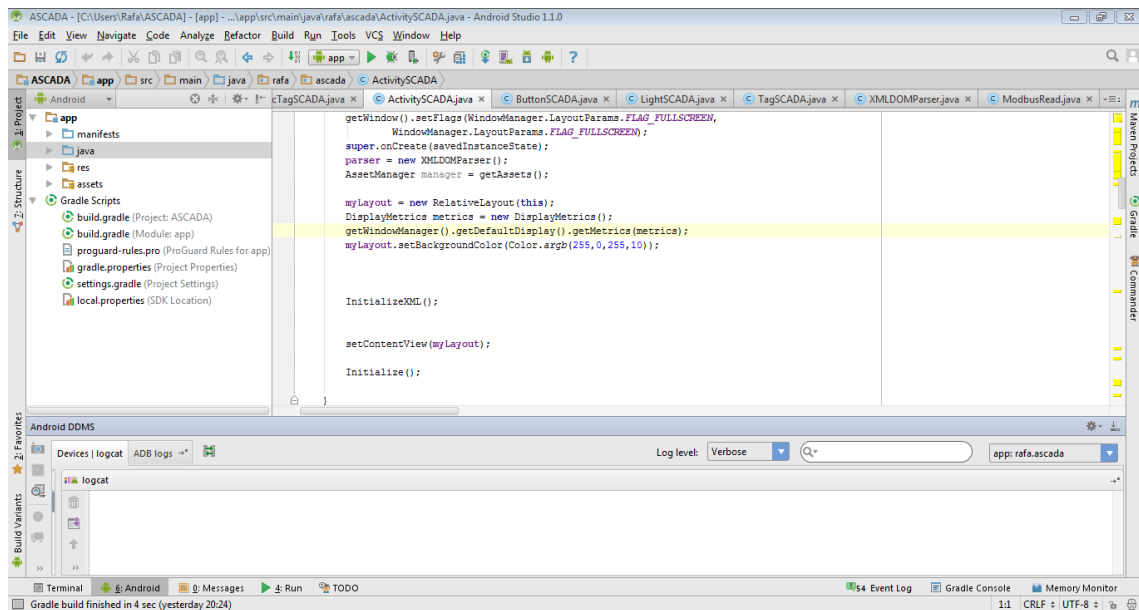 ASCADA - [C:\Users\Rafa\ASCADA] - [app] - ...\app\src\main\java\rafa\ascada\ActivitySCADA.java - Android Studio 1.1.0
File Edit View Navigate Code Analyze Refactor Build Run Tools VCS Window Help
app
ASCADA app src main java rafa ascada ActivitySCADA
Android
cTagSCADA.java ActivitySCADA.java ButtonSCADA.java LightSCADA.java TagSCADA.java XMLDOMParser.java ModbusRead.java
1: Project
7: Structure
2: Favorites
Build Variants
app
manifests
java
res
assets
Gradle Scripts
build.gradle (Project: ASCADA)
build.gradle (Module: app)
proguard-rules.pro (ProGuard Rules for app)
gradle.properties (Project Properties)
settings.gradle (Project Settings)
local.properties (SDK Location)
getWindow().setFlags(WindowManager.LayoutParams.FLAG_FULLSCREEN,
WindowManager.LayoutParams.FLAG_FULLSCREEN);
super.onCreate(savedInstanceState);
parser = new XMLDOMParser();
AssetManager manager = getAssets();
myLayout = new RelativeLayout(this);
DisplayMetrics metrics = new DisplayMetrics();
getWindowManager().getDefaultDisplay().getMetrics(metrics);
myLayout.setBackgroundColor(Color.argb(255,0,255,10));
InitializeXML();
setContentView(myLayout);
Initialize();
}
m Maven Projects
Gradle
Commander
Android DDMS
Devices | logcat ADB logs Log level: Verbose app: rafa.ascada
logcat
Terminal 6: Android 0: Messages 4: Run TODO 54 Event Log Gradle Console Memory Monitor
Gradle build finished in 4 sec (yesterday 20:24) 1:1 CRLF UTF-8